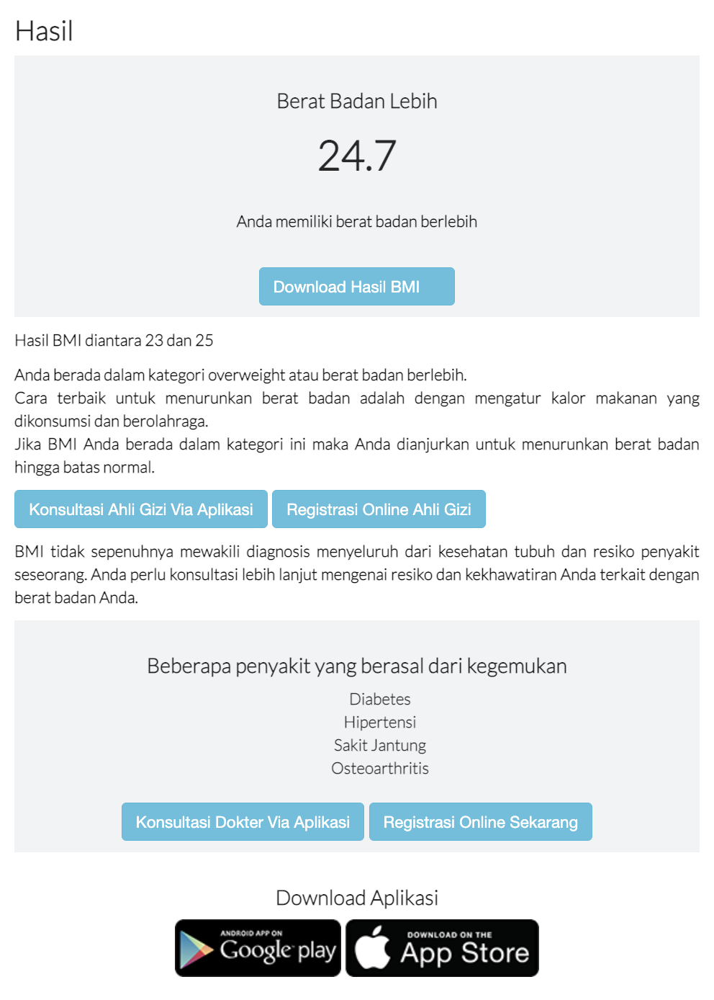 Hasil
Berat Badan Lebih
24.7
Anda memiliki berat badan berlebih
Download Hasil BMI
Hasil BMI diantara 23 dan 25
Anda berada dalam kategori overweight atau berat badan berlebih.
Cara terbaik untuk menurunkan berat badan adalah dengan mengatur kalor makanan yang
dikonsumsi dan berolahraga.
Jika BMI Anda berada dalam kategori ini maka Anda dianjurkan untuk menurunkan berat badan
hingga batas normal.
Konsultasi Ahli Gizi Via Aplikasi
Registrasi Online Ahli Gizi
BMI tidak sepenuhnya mewakili diagnosis menyeluruh dari kesehatan tubuh dan resiko penyakit
seseorang. Anda perlu konsultasi lebih lanjut mengenai resiko dan kekhawatiran Anda terkait dengan
berat badan Anda.
Beberapa penyakit yang berasal dari kegemukan
Diabetes
Hipertensi
Sakit Jantung
Osteoarthritis
Konsultasi Dokter Via Aplikasi
Registrasi Online Sekarang
Download Aplikasi
ANDROID APP ON
Google play
DOWNLOAD ON THE
App Store